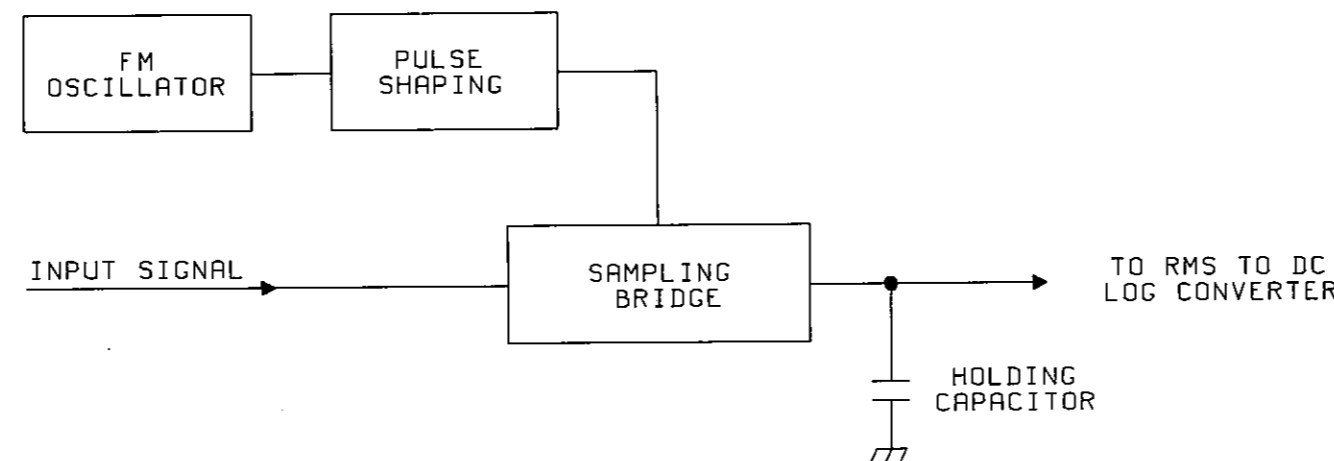 FM
OSCILLATOR
PULSE
SHAPING
INPUT SIGNAL
SAMPLING
BRIDGE
TO RMS TO DC
LOG CONVERTER
HOLDING
CAPACITOR